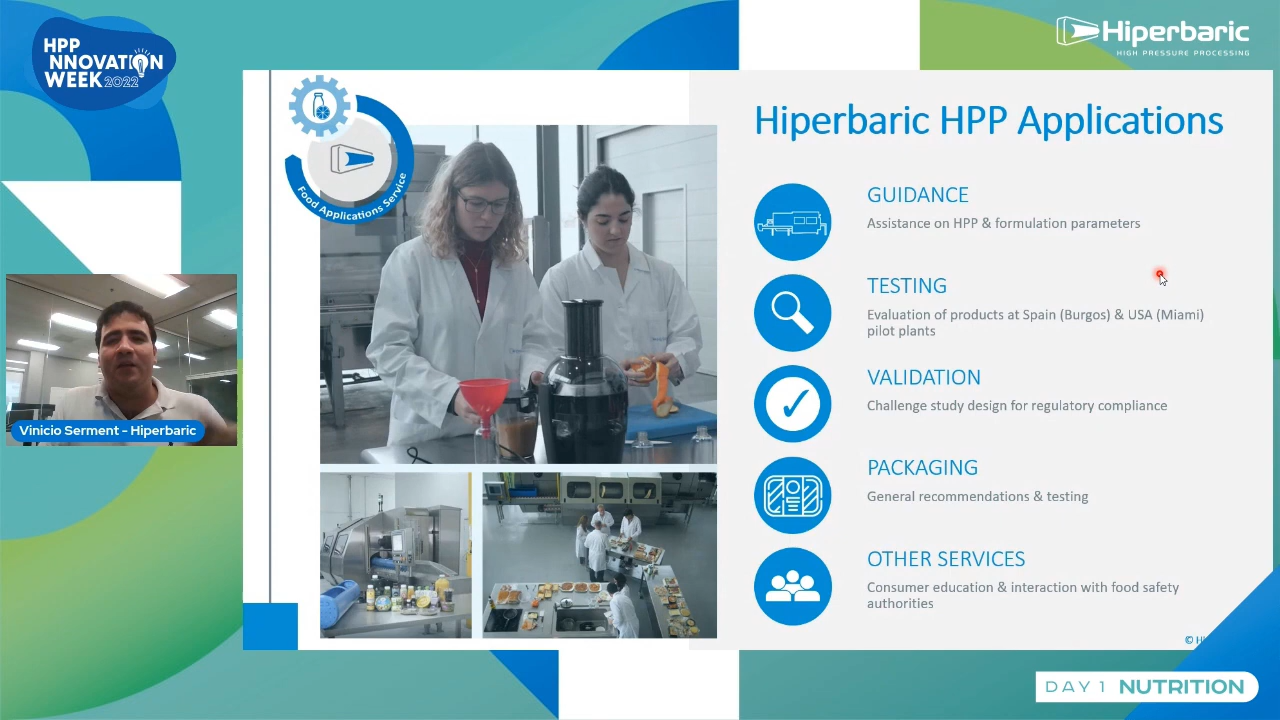 HPP
NNOVATION
WEEK 2022
Hiperbaric
HIGH PRESSURE PROCESSING
Food Applications Service
Hiperbaric HPP Applications
GUIDANCE
Assistance on HPP & formulation parameters
TESTING
Evaluation of products at Spain (Burgos) & USA (Miami)
pilot plants
VALIDATION
Challenge study design for regulatory compliance
PACKAGING
General recommendations & testing
OTHER SERVICES
Consumer education & interaction with food safety
authorities
Vinicio Serment - Hiperbaric
DAY 1 NUTRITION